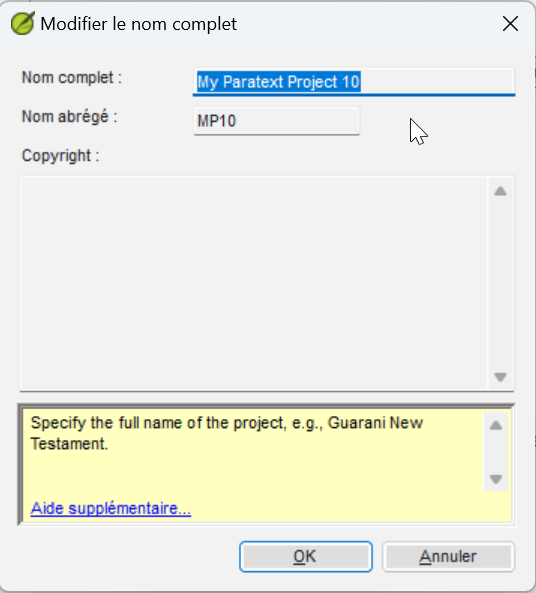 Modifier le nom complet
Nom complet :
My Paratext Project 10
Nom abrégé :
MP10
Copyright :
Specify the full name of the project, e.g., Guarani New
Testament.
Aide supplémentaire...
OK
Annuler